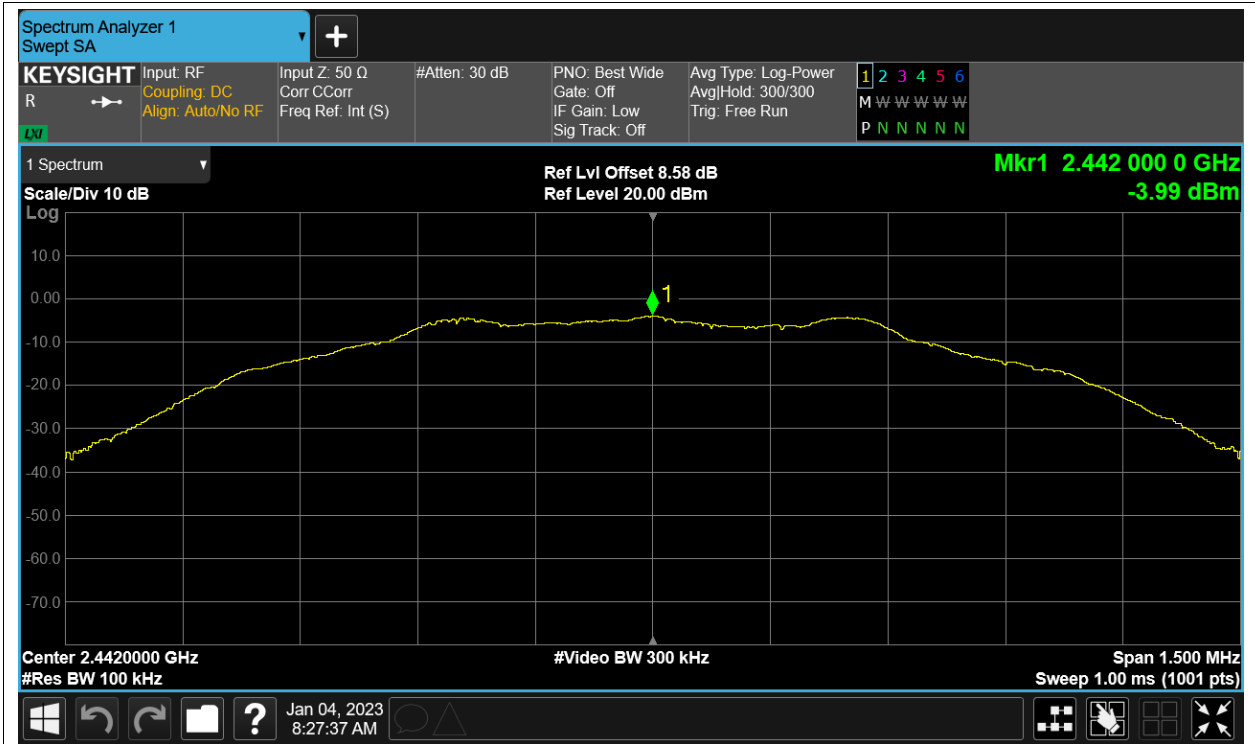 Spectrum Analyzer 1
Swept SA
KEYSIGHT
R
LXI
Input: RF
Coupling: DC
Align: Auto/No RF
Input Z: 50 Ω
Corr CCorr
Freq Ref: Int (S)
#Atten: 30 dB
PNO: Best Wide
Gate: Off
IF Gain: Low
Sig Track: Off
Avg Type: Log-Power
Avg|Hold: 300/300
Trig: Free Run
1 2 3 4 5 6
M W W W W W
P N N N N N
1 Spectrum
Scale/Div 10 dB
Log
Ref Lvl Offset 8.58 dB
Ref Level 20.00 dBm
Mkr1 2.442 000 0 GHz
-3.99 dBm
10.0
0.00
-10.0
-20.0
-30.0
-40.0
-50.0
-60.0
-70.0
1
Center 2.4420000 GHz
#Res BW 100 kHz
#Video BW 300 kHz
Span 1.500 MHz
Sweep 1.00 ms (1001 pts)
?
Jan 04, 2023
8:27:37 AM